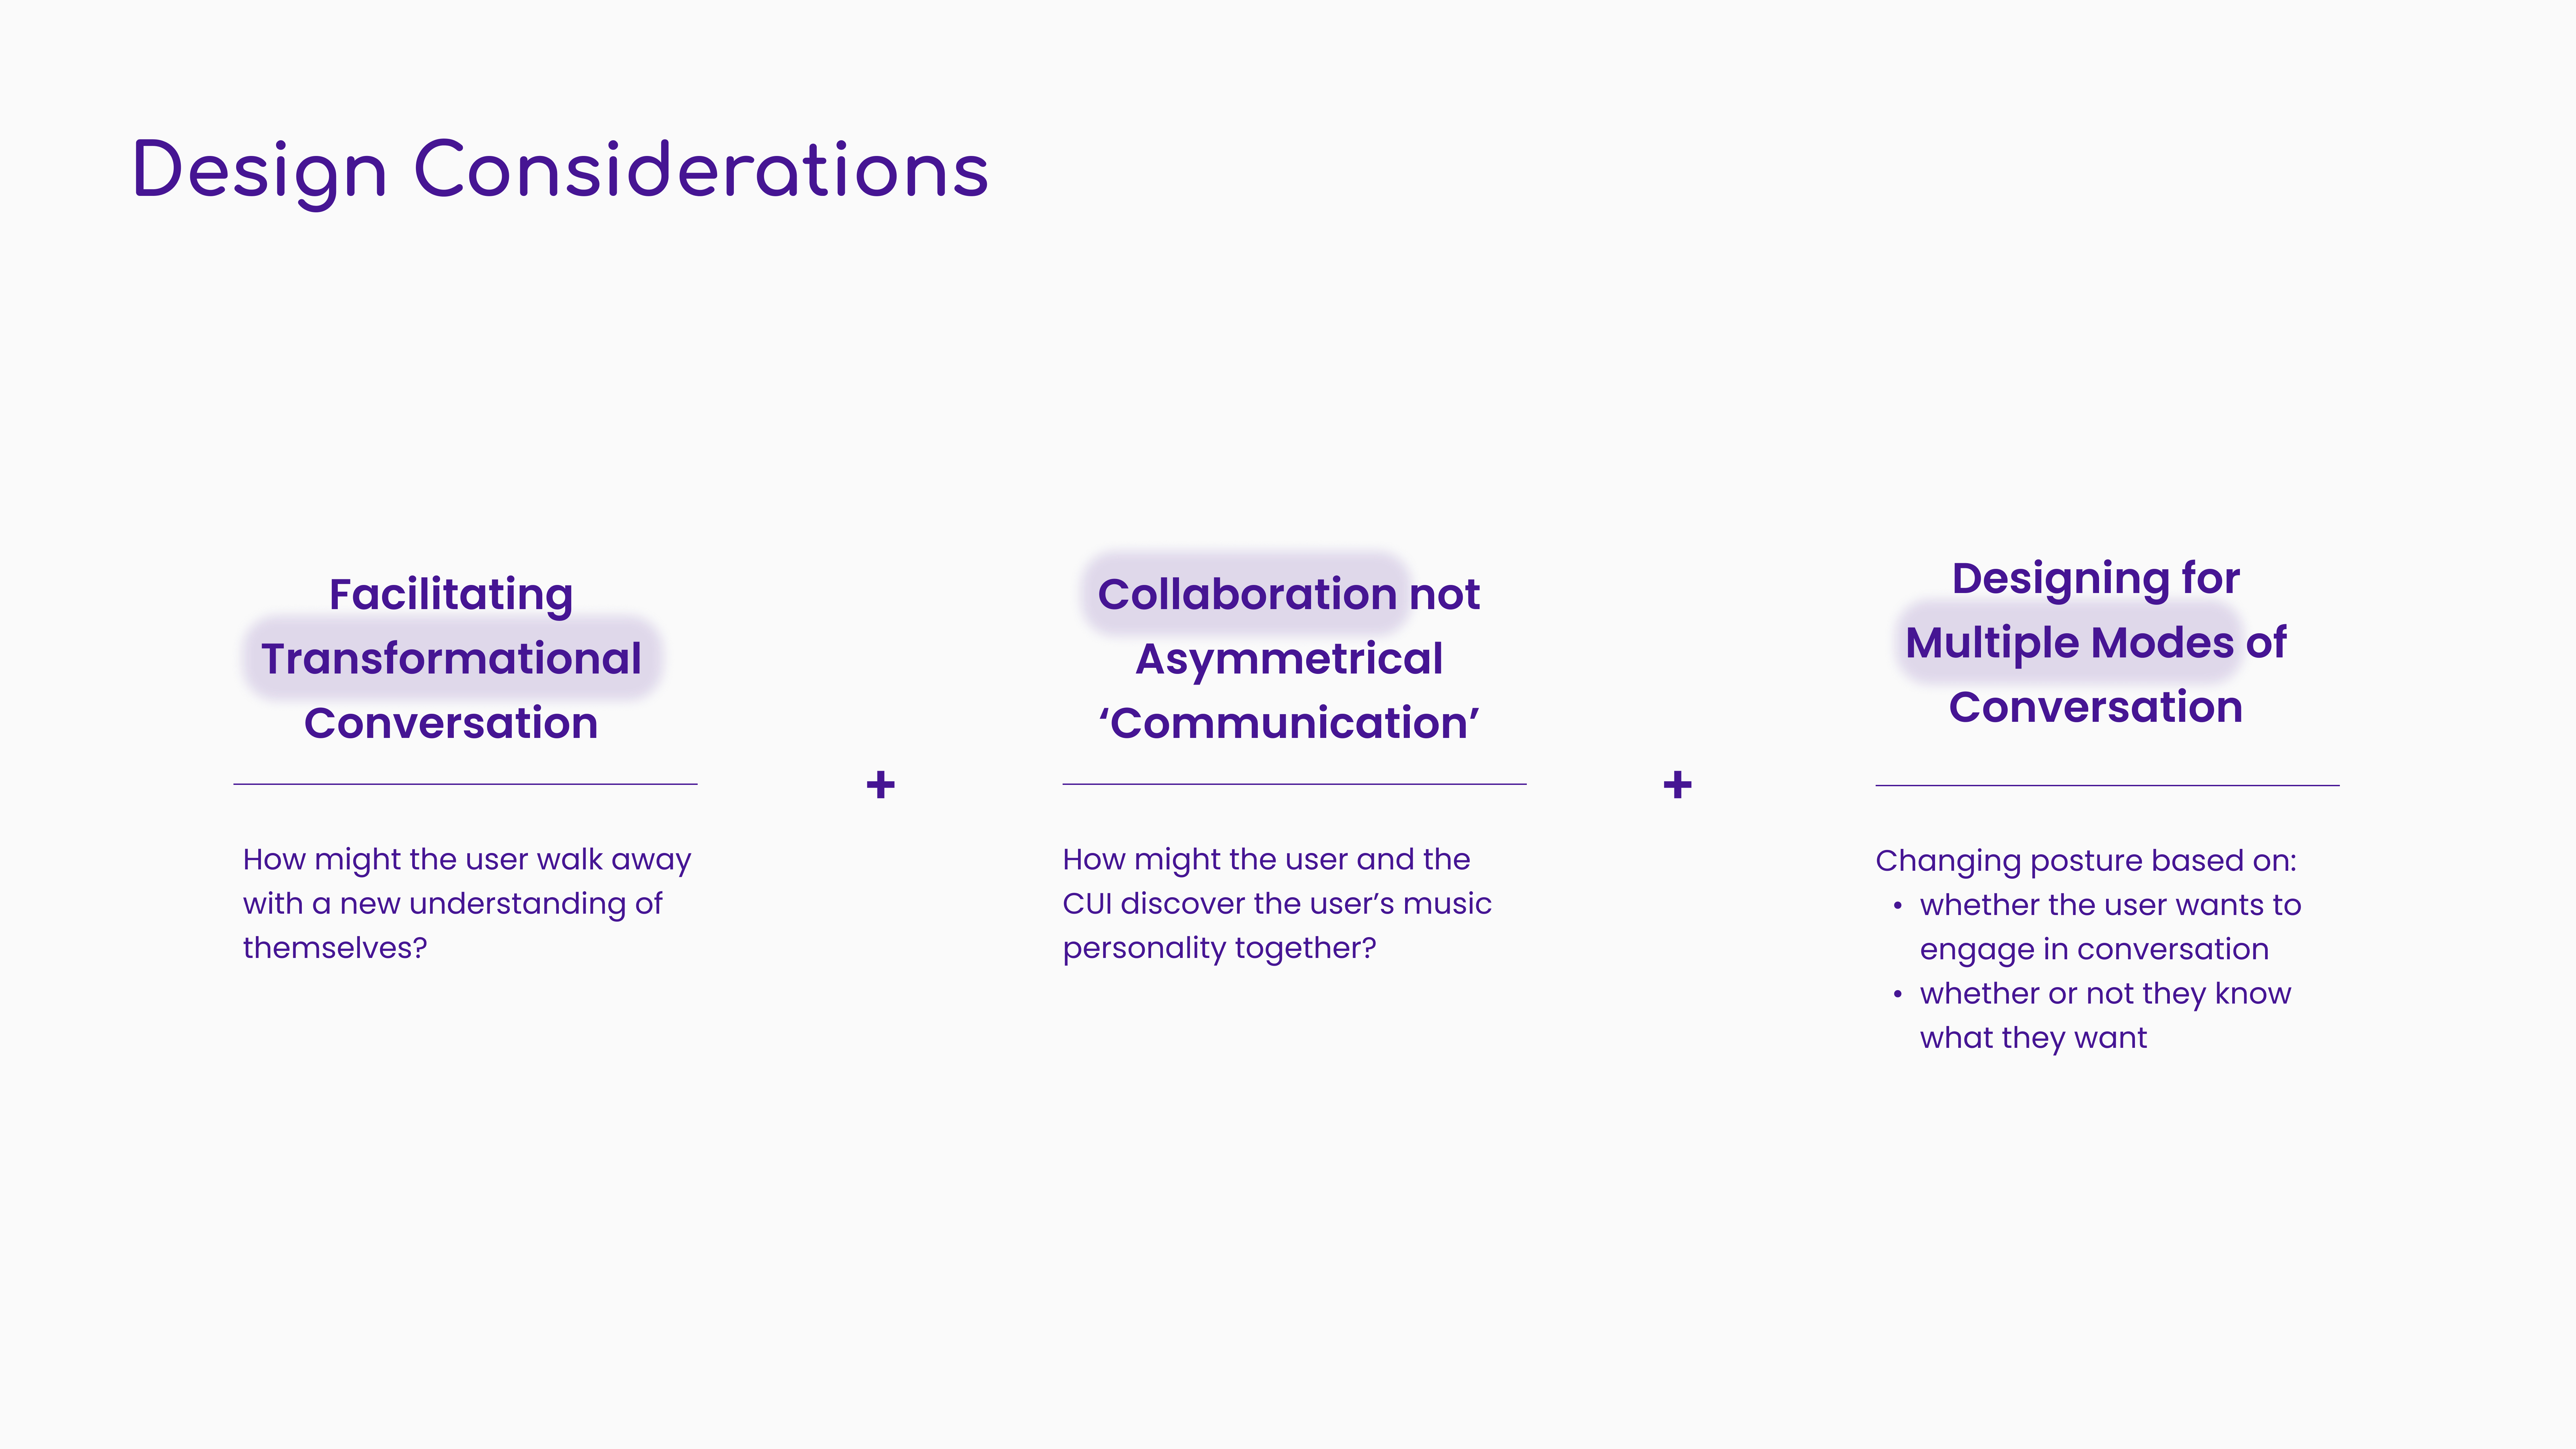 Design Considerations
Facilitating
Transformational
Conversation
How might the user walk away
with a new understanding of
themselves?
+
Collaboration not
Asymmetrical
‘Communication’
How might the user and the
CUI discover the user’s music
personality together?
+
Designing for
Multiple Modes of
Conversation
Changing posture based on:
• whether the user wants to
engage in conversation
• whether or not they know
what they want